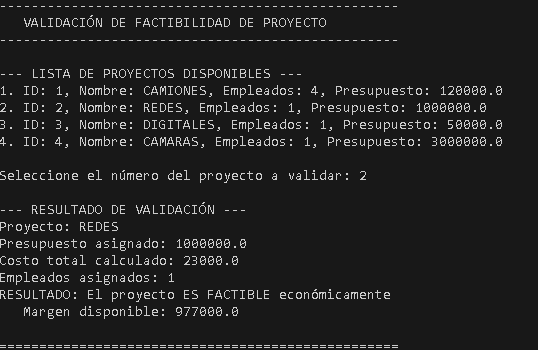 --------------------------------------------------
   VALIDACIÓN DE FACTIBILIDAD DE PROYECTO
--------------------------------------------------

--- LISTA DE PROYECTOS DISPONIBLES ---
1. ID: 1, Nombre: CAMIONES, Empleados: 4, Presupuesto: 120000.0
2. ID: 2, Nombre: REDES, Empleados: 1, Presupuesto: 1000000.0
3. ID: 3, Nombre: DIGITALES, Empleados: 1, Presupuesto: 50000.0
4. ID: 4, Nombre: CAMARAS, Empleados: 1, Presupuesto: 3000000.0

Seleccione el número del proyecto a validar: 2

--- RESULTADO DE VALIDACIÓN ---
Proyecto: REDES
Presupuesto asignado: 1000000.0
Costo total calculado: 23000.0
Empleados asignados: 1
RESULTADO: El proyecto ES FACTIBLE económicamente
   Margen disponible: 977000.0

==================================================